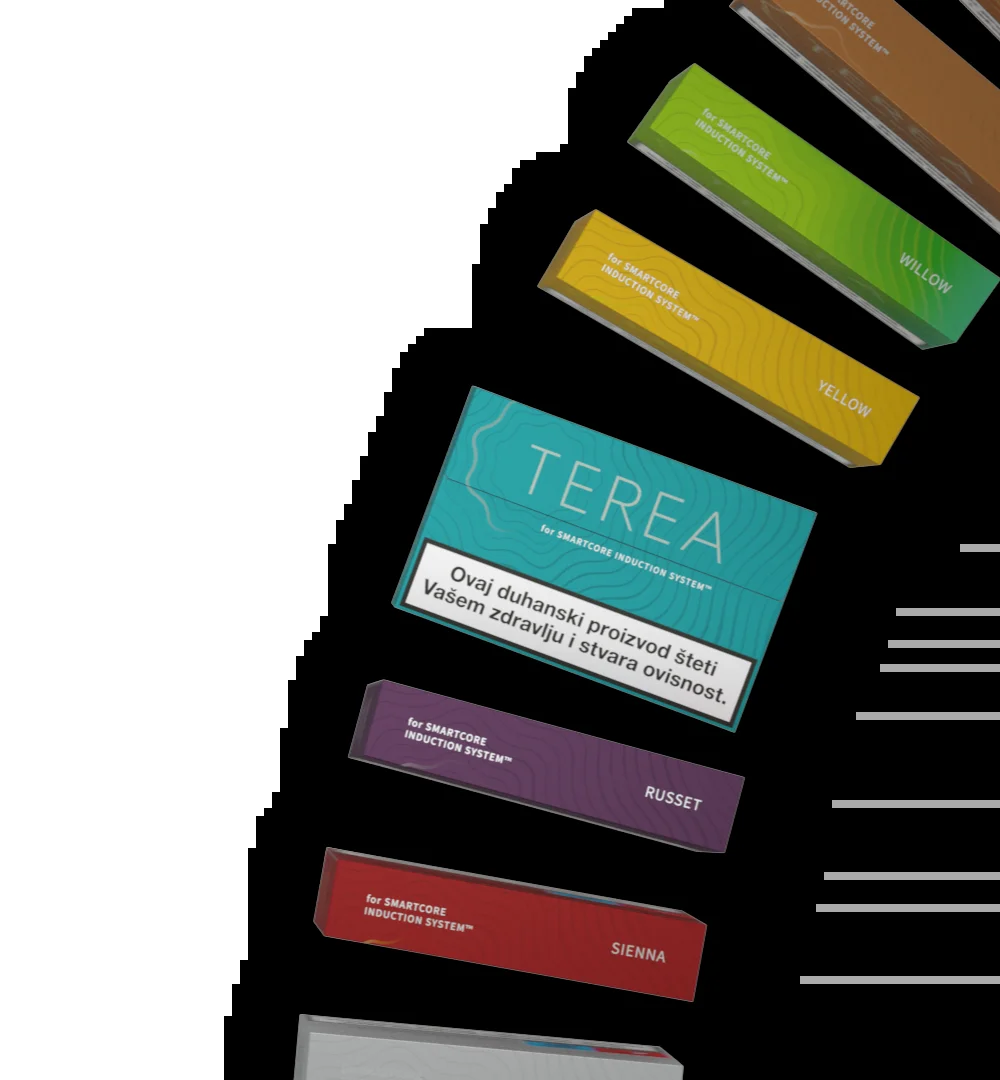 for SMARTCORE
INDUCTION SYSTEM™
WILLOW
for SMARTCORE
INDUCTION SYSTEM™
YELLOW
TEREA
for SMARTCORE INDUCTION SYSTEM™
Ovaj duhanski proizvod šteti
Vašem zdravlju i stvara ovisnost.
for SMARTCORE
INDUCTION SYSTEM™
RUSSET
for SMARTCORE
INDUCTION SYSTEM™
SIENNA